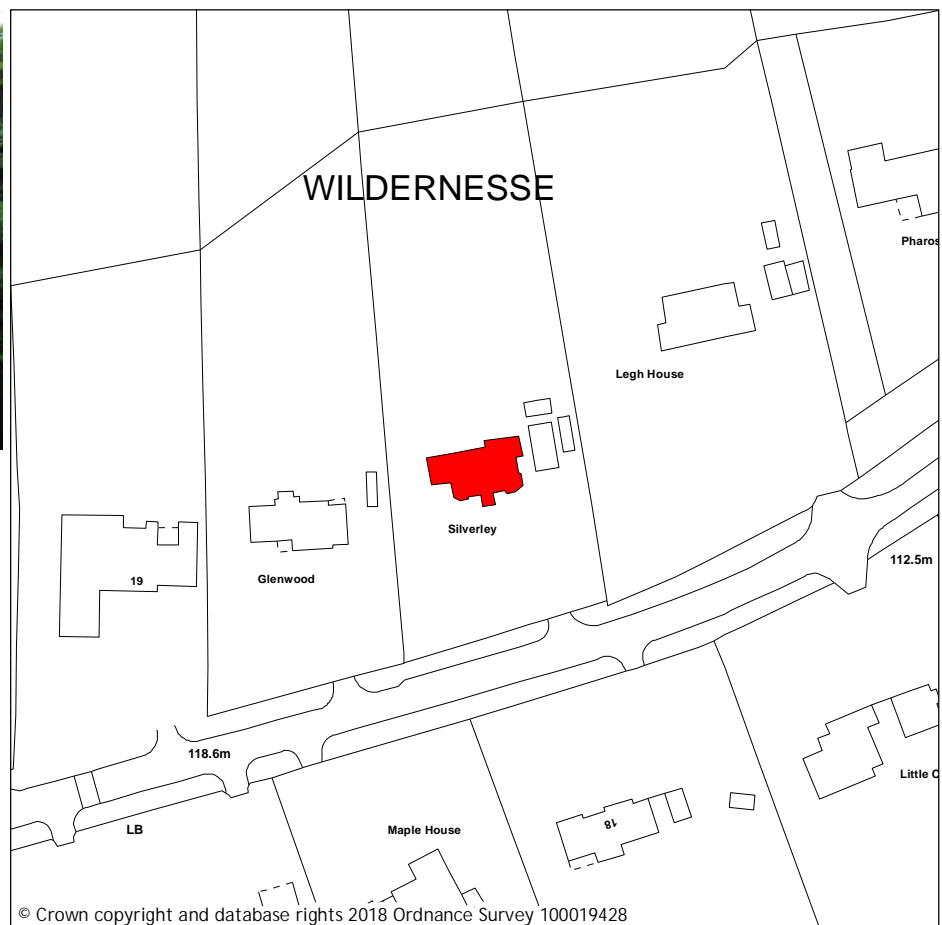 WILDERNESSE
Pharos
Legh House
Silverley
Glenwood
19
112.5m
118.6m
Little
LB
Maple House
18
© Crown copyright and database rights 2018 Ordnance Survey 100019428